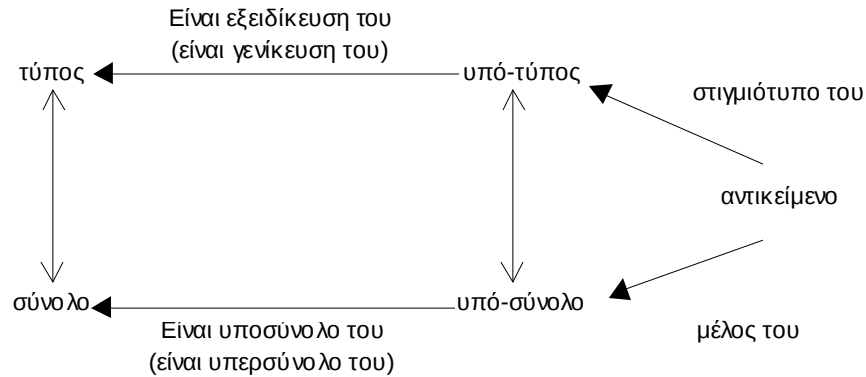 Είναι εξειδίκευση του
(είναι γενίκευση του)
τύπος
υπό-τύπος
στιγμιότυπο του
αντικείμενο
σύνολο
υπό-σύνολο
Είναι υποσύνολο του
(είναι υπερσύνολο του)
μέλος του